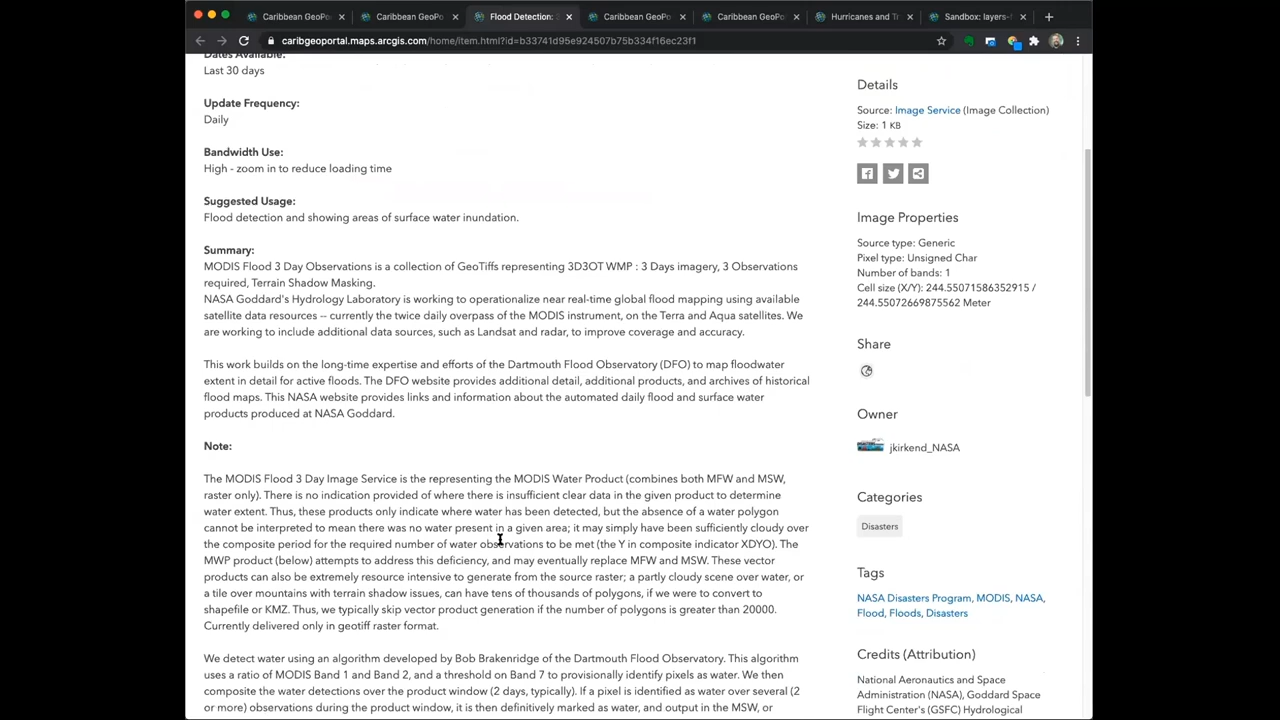 Caribbean GeoPo
Caribbean GeoPo
Flood Detection:
Caribbean GeoPo
Caribbean GeoPo
Hurricanes and Tr
Sandbox: layers-
caribgeoportal.maps.arcgis.com/home/item.html?id=b33741d95e924507b75b334f16ec23f1
Dates Available:
Last 30 days
Update Frequency:
Daily
Bandwidth Use:
High - zoom in to reduce loading time
Suggested Usage:
Flood detection and showing areas of surface water inundation.
Summary:
MODIS Flood 3 Day Observations is a collection of GeoTiffs representing 3D3OT WMP : 3 Days imagery, 3 Observations
required, Terrain Shadow Masking.
NASA Goddard's Hydrology Laboratory is working to operationalize near real-time global flood mapping using available
satellite data resources -- currently the twice daily overpass of the MODIS instrument, on the Terra and Aqua satellites. We
are working to include additional data sources, such as Landsat and radar, to improve coverage and accuracy.
This work builds on the long-time expertise and efforts of the Dartmouth Flood Observatory (DFO) to map floodwater
extent in detail for active floods. The DFO website provides additional detail, additional products, and archives of historical
flood maps. This NASA website provides links and information about the automated daily flood and surface water
products produced at NASA Goddard.
Note:
The MODIS Flood 3 Day Image Service is the representing the MODIS Water Product (combines both MFW and MSW,
raster only). There is no indication provided of where there is insufficient clear data in the given product to determine
water extent. Thus, these products only indicate where water has been detected, but the absence of a water polygon
cannot be interpreted to mean there was no water present in a given area; it may simply have been sufficiently cloudy over
the composite period for the required number of water observations to be met (the Y in composite indicator XDYO). The
MWP product (below) attempts to address this deficiency, and may eventually replace MFW and MSW. These vector
products can also be extremely resource intensive to generate from the source raster; a partly cloudy scene over water, or
a tile over mountains with terrain shadow issues, can have tens of thousands of polygons, if we were to convert to
shapefile or KMZ. Thus, we typically skip vector product generation if the number of polygons is greater than 20000.
Currently delivered only in geotiff raster format.
We detect water using an algorithm developed by Bob Brakenridge of the Dartmouth Flood Observatory. This algorithm
uses a ratio of MODIS Band 1 and Band 2, and a threshold on Band 7 to provisionally identify pixels as water. We then
composite the water detections over the product window (2 days, typically). If a pixel is identified as water over several (2
or more) observations during the product window, it is then definitively marked as water, and output in the MSW, or
Details
Source: Image Service (Image Collection)
Size: 1 KB
Image Properties
Source type: Generic
Pixel type: Unsigned Char
Number of bands: 1
Cell size (X/Y): 244.55071586352915 /
244.55072669875562 Meter
Share
Owner
jkirkend_NASA
Categories
Disasters
Tags
NASA Disasters Program, MODIS, NASA,
Flood, Floods, Disasters
Credits (Attribution)
National Aeronautics and Space
Administration (NASA), Goddard Space
Flight Center's (GSFC) Hydrological